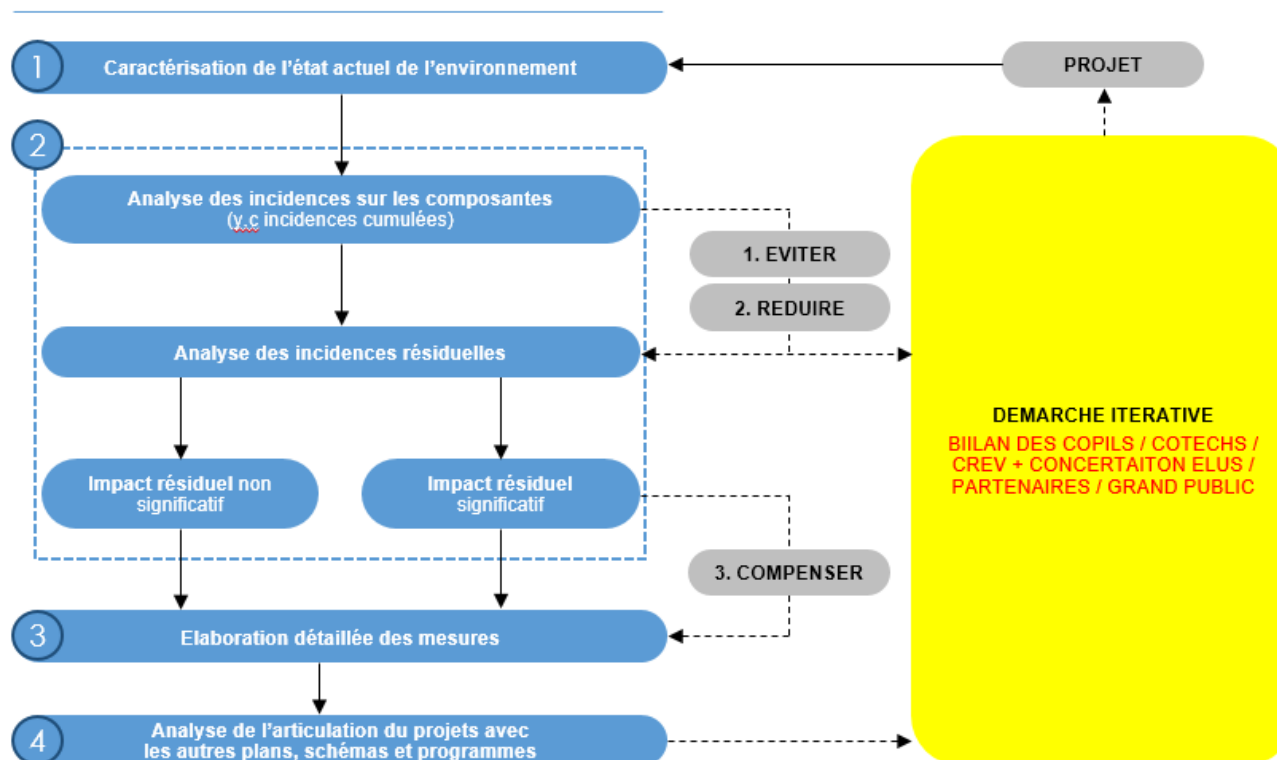 1
Caractérisation de l'état actuel de l'environnement
PROJET
2
Analyse des incidences sur les composantes
(y.c incidences cumulées)
1. EVITER
2. REDUIRE
Analyse des incidences résiduelles
DEMARCHE ITERATIVE
BIILAN DES COPILS / COTECHS /
CREV + CONCERTAITON ELUS /
PARTENAIRES / GRAND PUBLIC
Impact résiduel non
significatif
Impact résiduel
significatif
3. COMPENSER
3
Elaboration détaillée des mesures
4
Analyse de l'articulation du projets avec
les autres plans, schémas et programmes